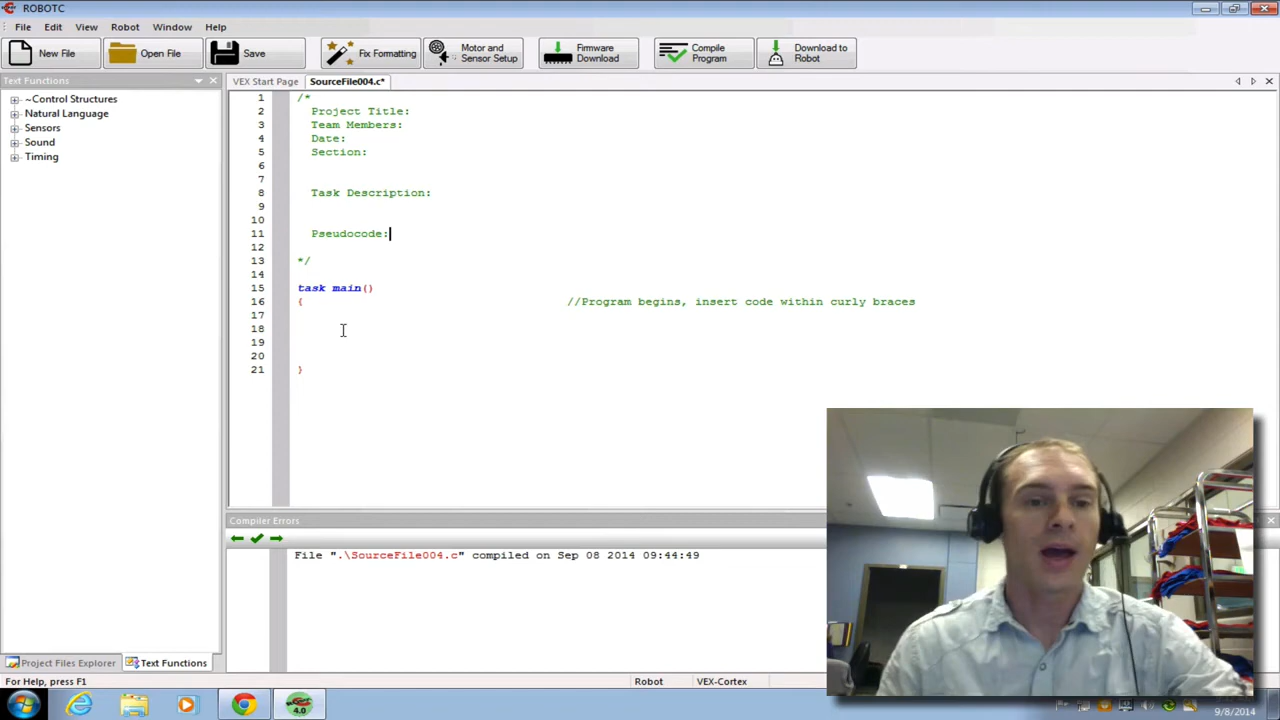 ROBOTC
File Edit View Robot Window Help
New File Open File Save Fix Formatting Motor and Sensor Setup Firmware Download Compile Program Download to Robot
Text Functions
VEX Start Page SourceFile004.c*
~Control Structures
Natural Language
Sensors
Sound
Timing
1 /*
2 Project Title:
3 Team Members:
4 Date:
5 Section:
6
7
8 Task Description:
9
10
11 Pseudocode:
12
13 */
14
15 task main()
16 { //Program begins, insert code within curly braces
17
18
19
20
21 }
Compiler Errors
File ".\SourceFile004.c" compiled on Sep 08 2014 09:44:49
Project Files Explorer Text Functions
For Help, press F1 Robot VEX-Cortex
4.0
9/8/2014